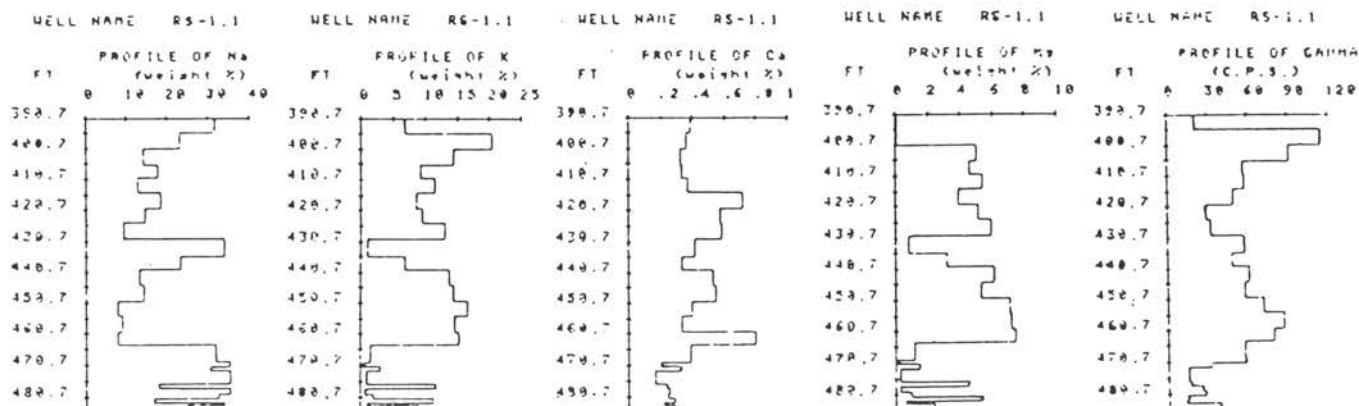 WELL NAME RS-1.1
PROFILE OF Na
FT (weight %)
0 10 20 30 40
390.7
400.7
410.7
420.7
420.7
440.7
450.7
460.7
470.7
480.7
WELL NAME RS-1.1
PROFILE OF K
FT (weight %)
0 5 10 15 20 25
390.7
400.7
410.7
420.7
430.7
440.7
450.7
460.7
470.7
480.7
WELL NAME RS-1.1
PROFILE OF Ca
FT (weight %)
0 .2 .4 .6 .8 1
390.7
400.7
410.7
420.7
430.7
440.7
450.7
460.7
470.7
WELL NAME RS-1.1
PROFILE OF Mg
FT (weight %)
0 2 4 6 8 10
390.7
400.7
410.7
420.7
430.7
440.7
450.7
460.7
470.7
480.7
WELL NAME RS-1.1
PROFILE OF GAMMA
FT (C.P.S.)
0 30 60 90 120
390.7
400.7
410.7
420.7
430.7
440.7
450.7
460.7
470.7
480.7